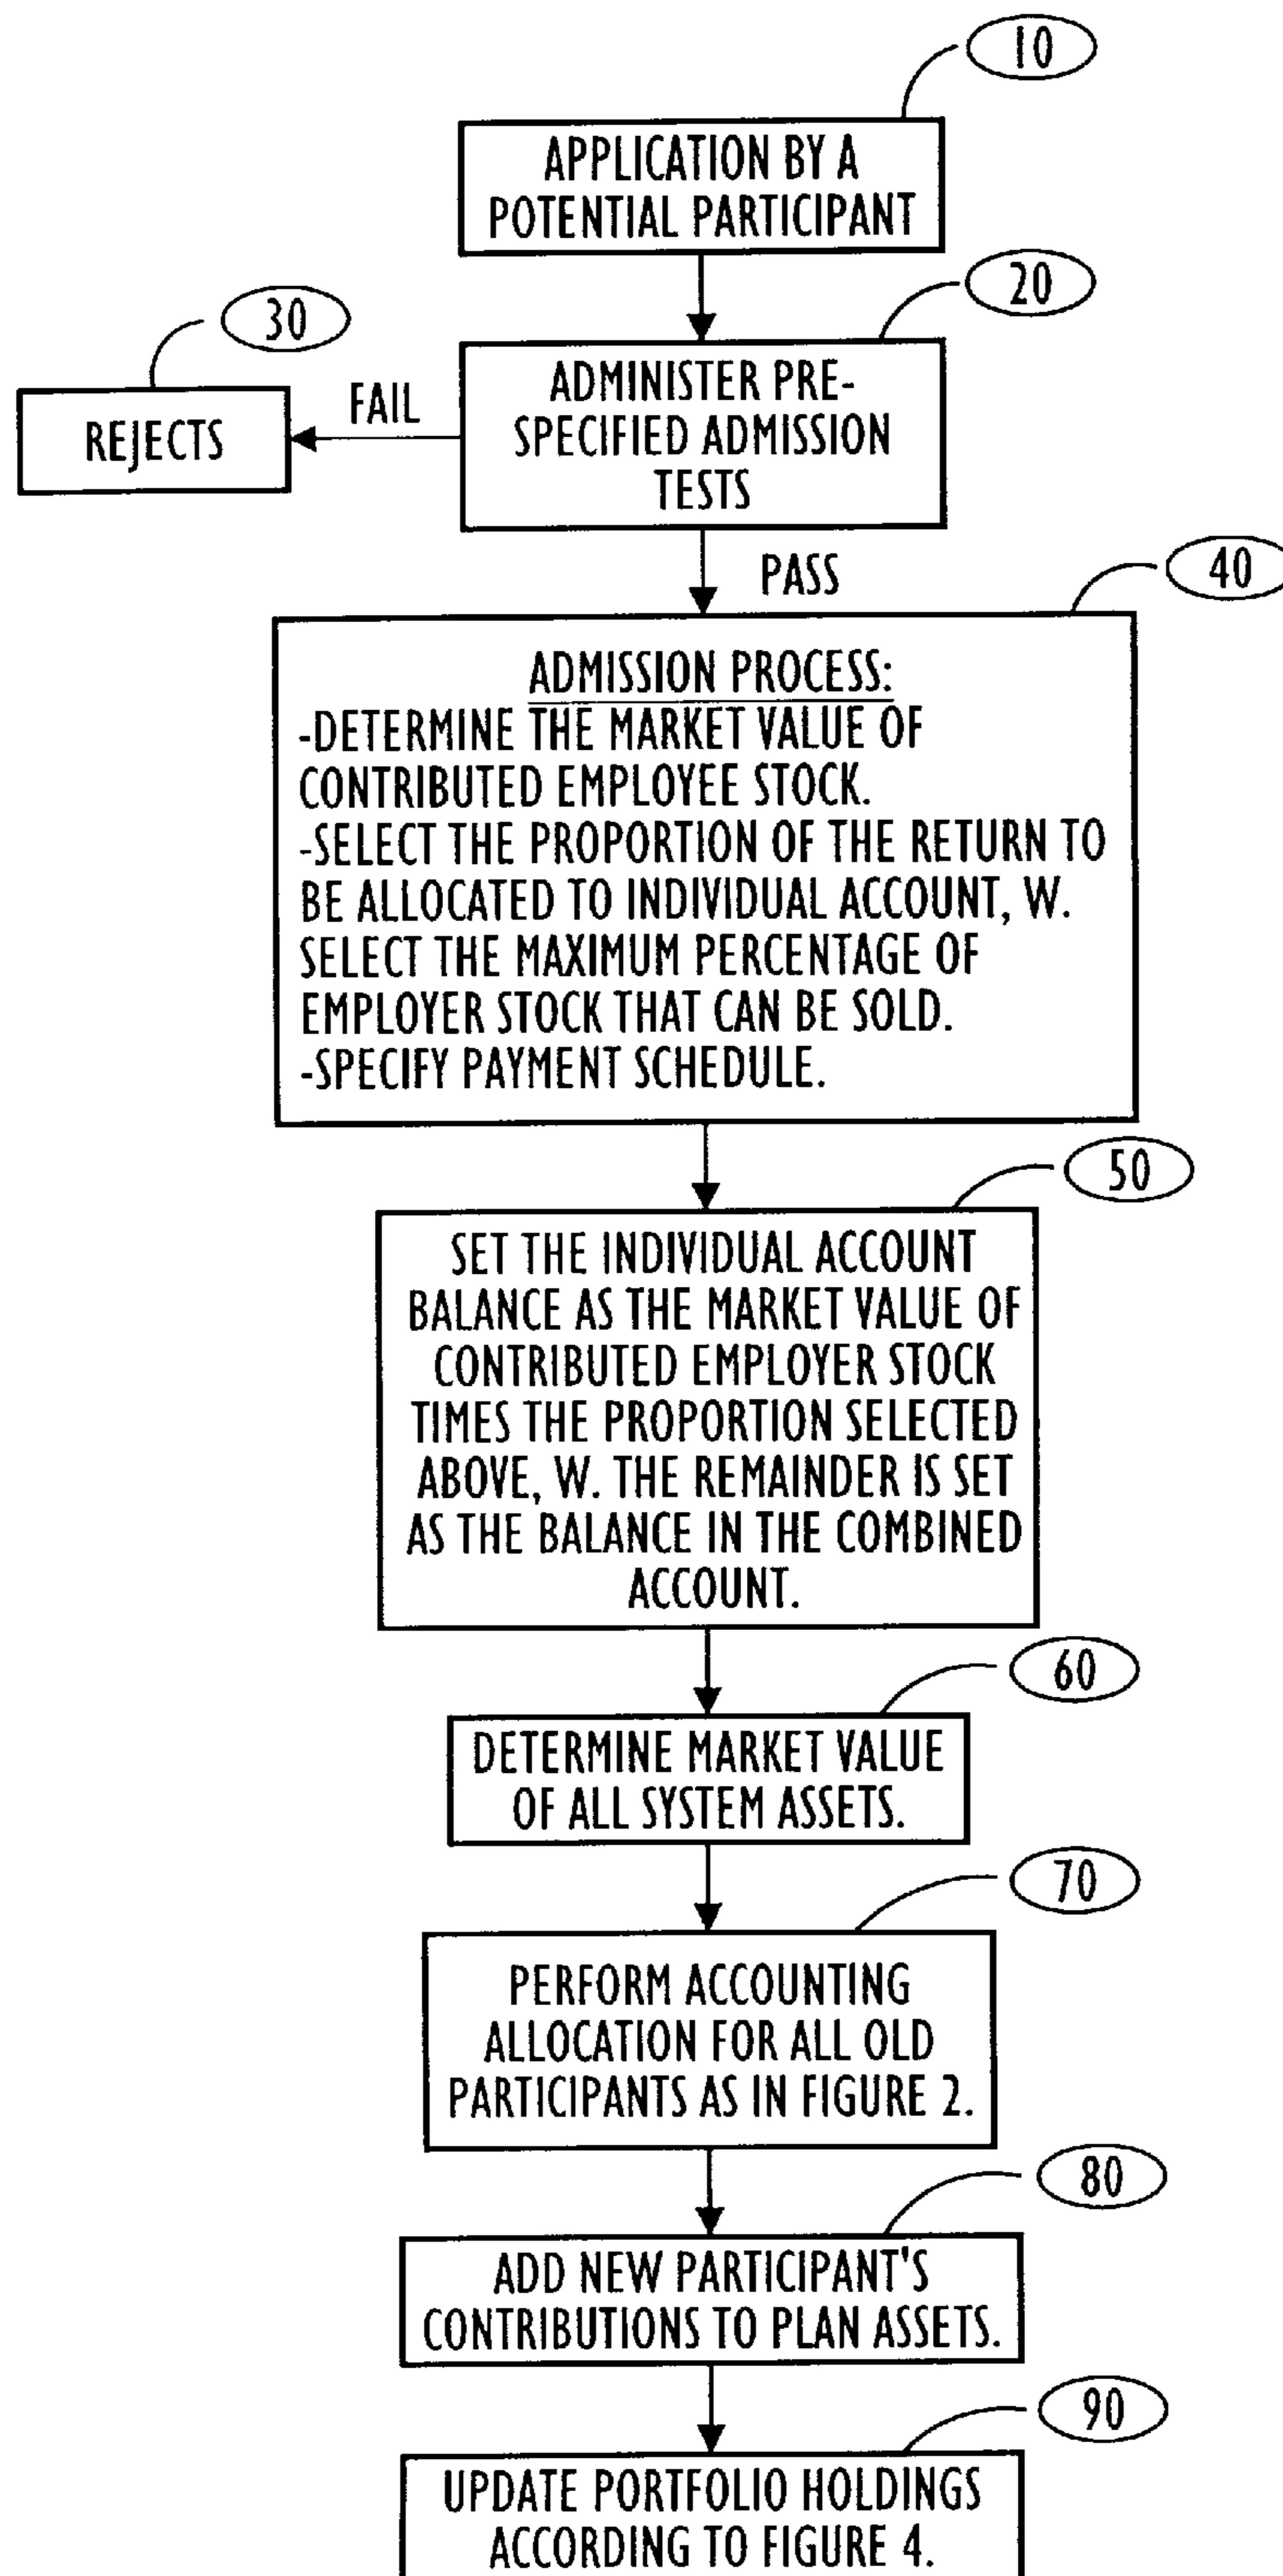 10
APPLICATION BY A
POTENTIAL PARTICIPANT
20
30
ADMINISTER PRE-
SPECIFIED ADMISSION
TESTS
FAIL
REJECTS
PASS
40
ADMISSION PROCESS:
-DETERMINE THE MARKET VALUE OF
CONTRIBUTED EMPLOYEE STOCK.
-SELECT THE PROPORTION OF THE RETURN TO
BE ALLOCATED TO INDIVIDUAL ACCOUNT, W.
SELECT THE MAXIMUM PERCENTAGE OF
EMPLOYER STOCK THAT CAN BE SOLD.
-SPECIFY PAYMENT SCHEDULE.
50
SET THE INDIVIDUAL ACCOUNT
BALANCE AS THE MARKET VALUE OF
CONTRIBUTED EMPLOYER STOCK
TIMES THE PROPORTION SELECTED
ABOVE, W. THE REMAINDER IS SET
AS THE BALANCE IN THE COMBINED
ACCOUNT.
60
DETERMINE MARKET VALUE
OF ALL SYSTEM ASSETS.
70
PERFORM ACCOUNTING
ALLOCATION FOR ALL OLD
PARTICIPANTS AS IN FIGURE 2.
80
ADD NEW PARTICIPANT'S
CONTRIBUTIONS TO PLAN ASSETS.
90
UPDATE PORTFOLIO HOLDINGS
ACCORDING TO FIGURE 4.